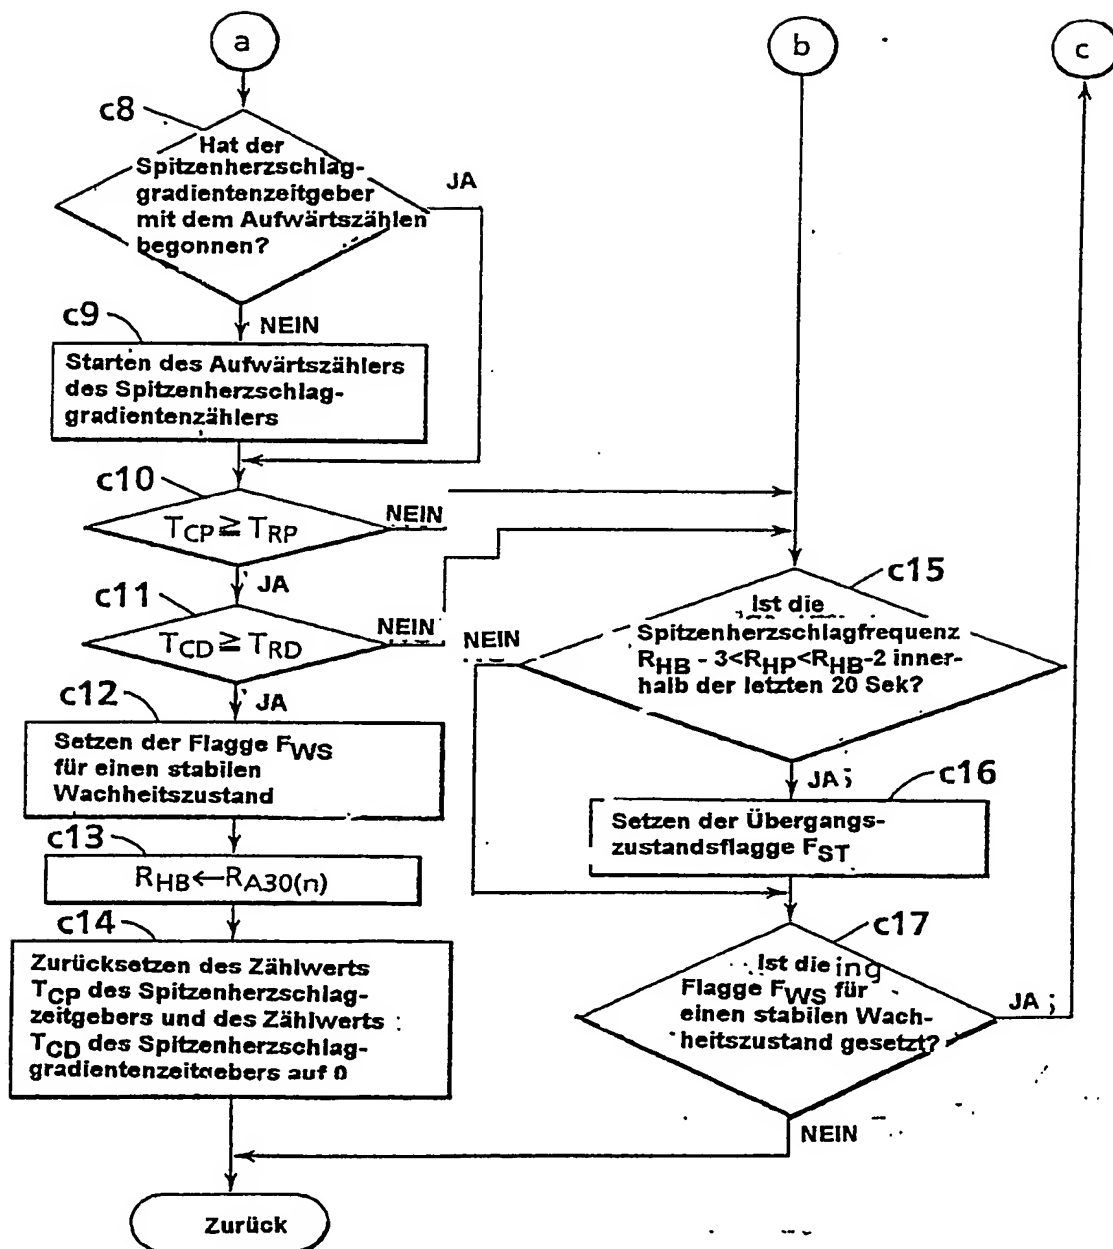 a
b
c
c8
Hat der
Spitzenherzschlag-
gradientenzeitgeber
mit dem Aufwärtszählen
begonnen?
JA
c9
NEIN
Starten des Aufwärtszählers
des Spitzenherzschlag-
gradientenzählers
c10
TCP ≧ TRP
NEIN
JA
c11
TCD ≧ TRD
NEIN
JA
c12
Setzen der Flagge FWS
für einen stabilen
Wachheitszustand
c13
RHB←RA30(n)
c14
Zurücksetzen des Zählwerts
TCP des Spitzenherzschlag-
zeitgebers und des Zählwerts
TCD des Spitzenherzschlag-
gradientenzeitgebers auf 0
Zurück
c15
Ist die
Spitzenherzschlagfrequenz
RHB - 3<RHP<RHB-2 inner-
halb der letzten 20 Sek?
NEIN
JA;
c16
Setzen der Übergangs-
zustandsflagge FST
c17
Ist die ing
Flagge FWS für
einen stabilen Wach-
heitszustand gesetzt?
JA ;
NEIN